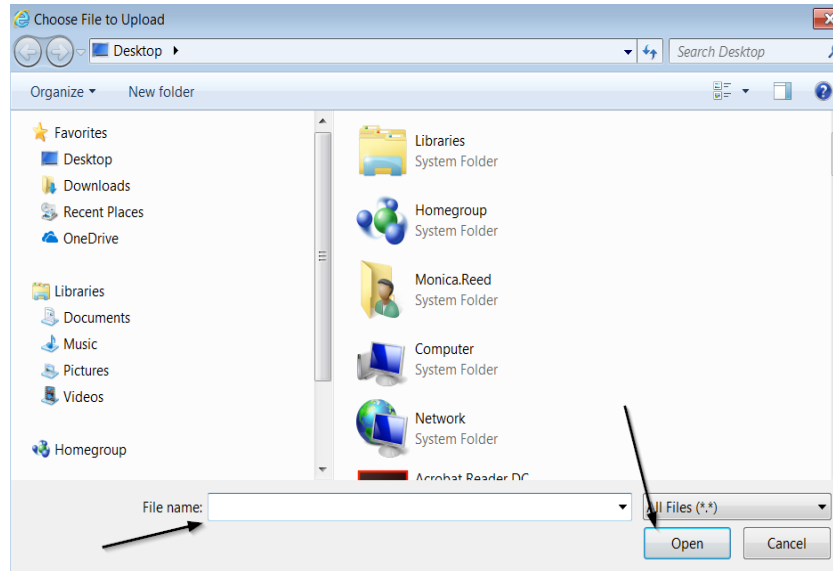 Choose File to Upload
Desktop
Search Desktop
Organize
New folder
Favorites
Desktop
Downloads
Recent Places
OneDrive
Libraries
Documents
Music
Pictures
Videos
Homegroup
Libraries
System Folder
Homegroup
System Folder
Monica.Reed
System Folder
Computer
System Folder
Network
System Folder
Acrobat Reader DC
File name:
All Files (*.*)
Open
Cancel